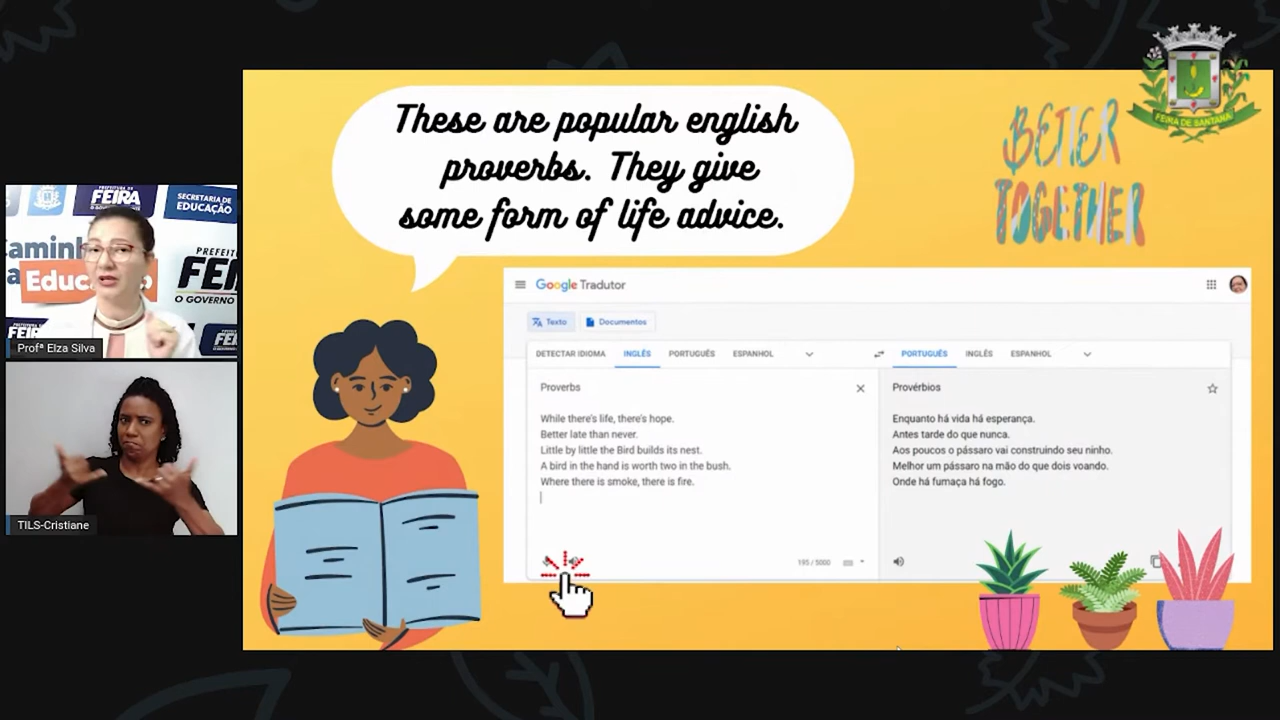 These are popular english
proverbs. They give
some form of life advice.
BETTER
TOGETHER
FEIRA DE SANTANA
PREFEITURA DE
FEIRA
SECRETARIA DE
EDUCAÇÃO
Educ
PREFEIT
FEI
O GOVERNO
FEIR
FEI
Profª Elza Silva
TILS-Cristiane
Google Tradutor
Texto
Documentos
DETECTAR IDIOMA INGLÊS PORTUGUÊS ESPANHOL
PORTUGUÊS INGLÊS ESPANHOL
Proverbs
While there's life, there's hope.
Better late than never.
Little by little the Bird builds its nest.
A bird in the hand is worth two in the bush.
Where there is smoke, there is fire.
195 / 5000
Provérbios
Enquanto há vida há esperança.
Antes tarde do que nunca.
Aos poucos o pássaro vai construindo seu ninho.
Melhor um pássaro na mão do que dois voando.
Onde há fumaça há fogo.